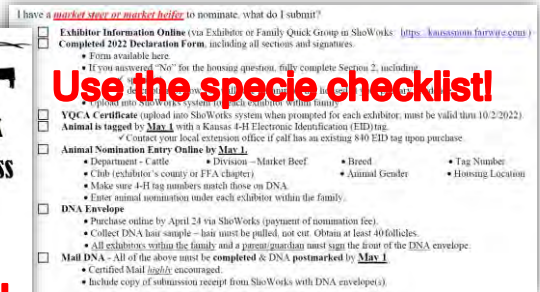 I have a market steer or market heifer to nominate, what do I submit?
Exhibitor Information Online (via Exhibitor or Family Quick Group in ShoWorks: https://kansasmom.fairwire.com)
Completed 2022 Declaration Form, including all sections and signatures.
• Form available here.
• If you answered "No" for the housing question, fully complete Section 2, including
Use the specie checklist!
• Upload into ShoWorks system for each exhibitor within family
YQCA Certificate (upload into ShoWorks system when prompted for each exhibitor; must be valid thru 10/2/2022)
Animal is tagged by May 1 with a Kansas 4-H Electronic Identification (EID) tag.
✓ Contact your local extension office if calf has an existing 840 EID tag upon purchase.
Animal Nomination Entry Online by May 1.
• Department - Cattle • Division – Market Beef • Breed • Tag Number
• Club (exhibitor's county or FFA chapter) • Animal Gender • Housing Location
• Make sure 4-H tag numbers match those on DNA.
• Enter animal nomination under each exhibitor within the family.
DNA Envelope
• Purchase online by April 24 via ShoWorks (payment of nomination fee).
• Collect DNA hair sample – hair must be pulled, not cut. Obtain at least 40 follicles.
• All exhibitors within the family and a parent/guardian must sign the front of the DNA envelope.
Mail DNA - All of the above must be completed & DNA postmarked by May 1
• Certified Mail highly encouraged.
• Include copy of submission receipt from ShoWorks with DNA envelope(s).